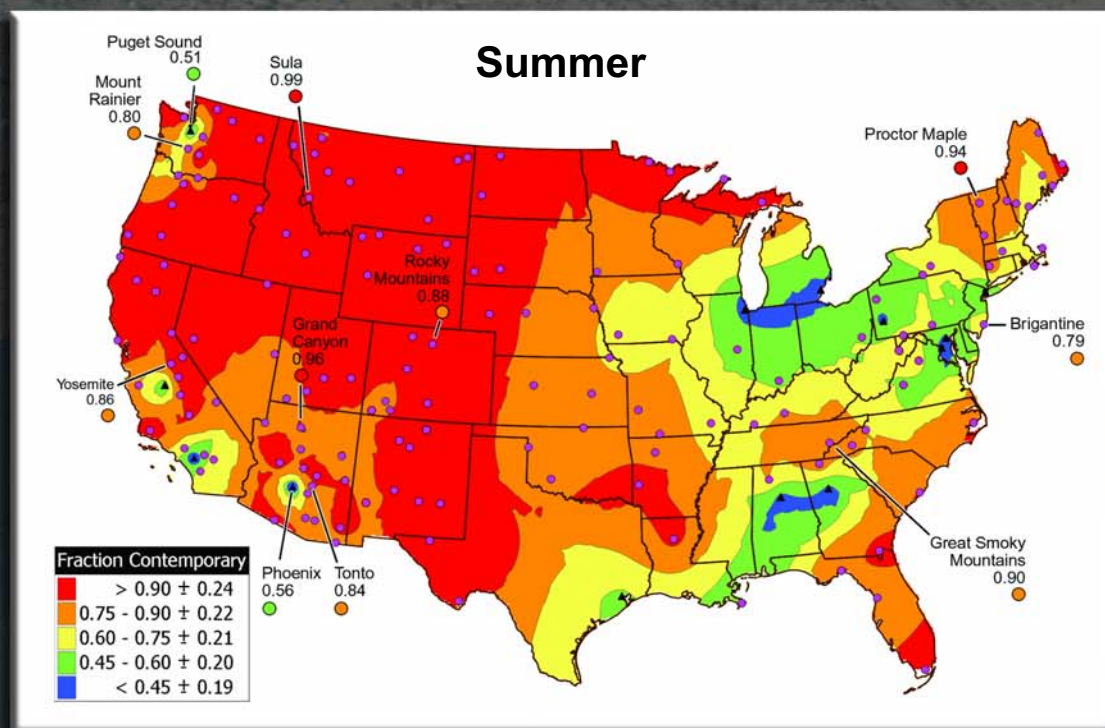 Summer
Puget Sound
0.51
Sula
0.99
Mount
Rainier
0.80
Proctor Maple
0.94
Rocky
Mountains
0.88
Grand
Canyon
0.96
Brigantine
0.79
Yosemite
0.86
Great Smoky
Mountains
0.90
Phoenix
0.56
Tonto
0.84
Fraction Contemporary
> 0.90 ± 0.24
0.75 - 0.90 ± 0.22
0.60 - 0.75 ± 0.21
0.45 - 0.60 ± 0.20
< 0.45 ± 0.19